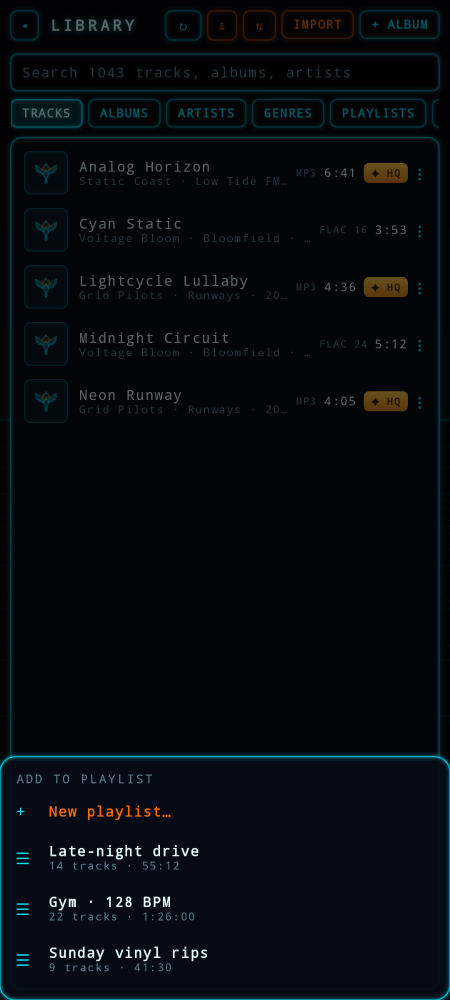 LIBRARY
IMPORT
+ ALBUM
Search 1043 tracks, albums, artists
TRACKS
ALBUMS
ARTISTS
GENRES
PLAYLISTS
Analog Horizon
Static Coast · Low Tide FM…
MP3 6:41 HQ
Cyan Static
Voltage Bloom · Bloomfield · …
FLAC 16 3:53
Lightcycle Lullaby
Grid Pilots · Runways · 20…
MP3 4:36 HQ
Midnight Circuit
Voltage Bloom · Bloomfield · …
FLAC 24 5:12
Neon Runway
Grid Pilots · Runways · 20…
MP3 4:05 HQ
ADD TO PLAYLIST
+ New playlist…
Late-night drive
14 tracks · 55:12
Gym · 128 BPM
22 tracks · 1:26:00
Sunday vinyl rips
9 tracks · 41:30